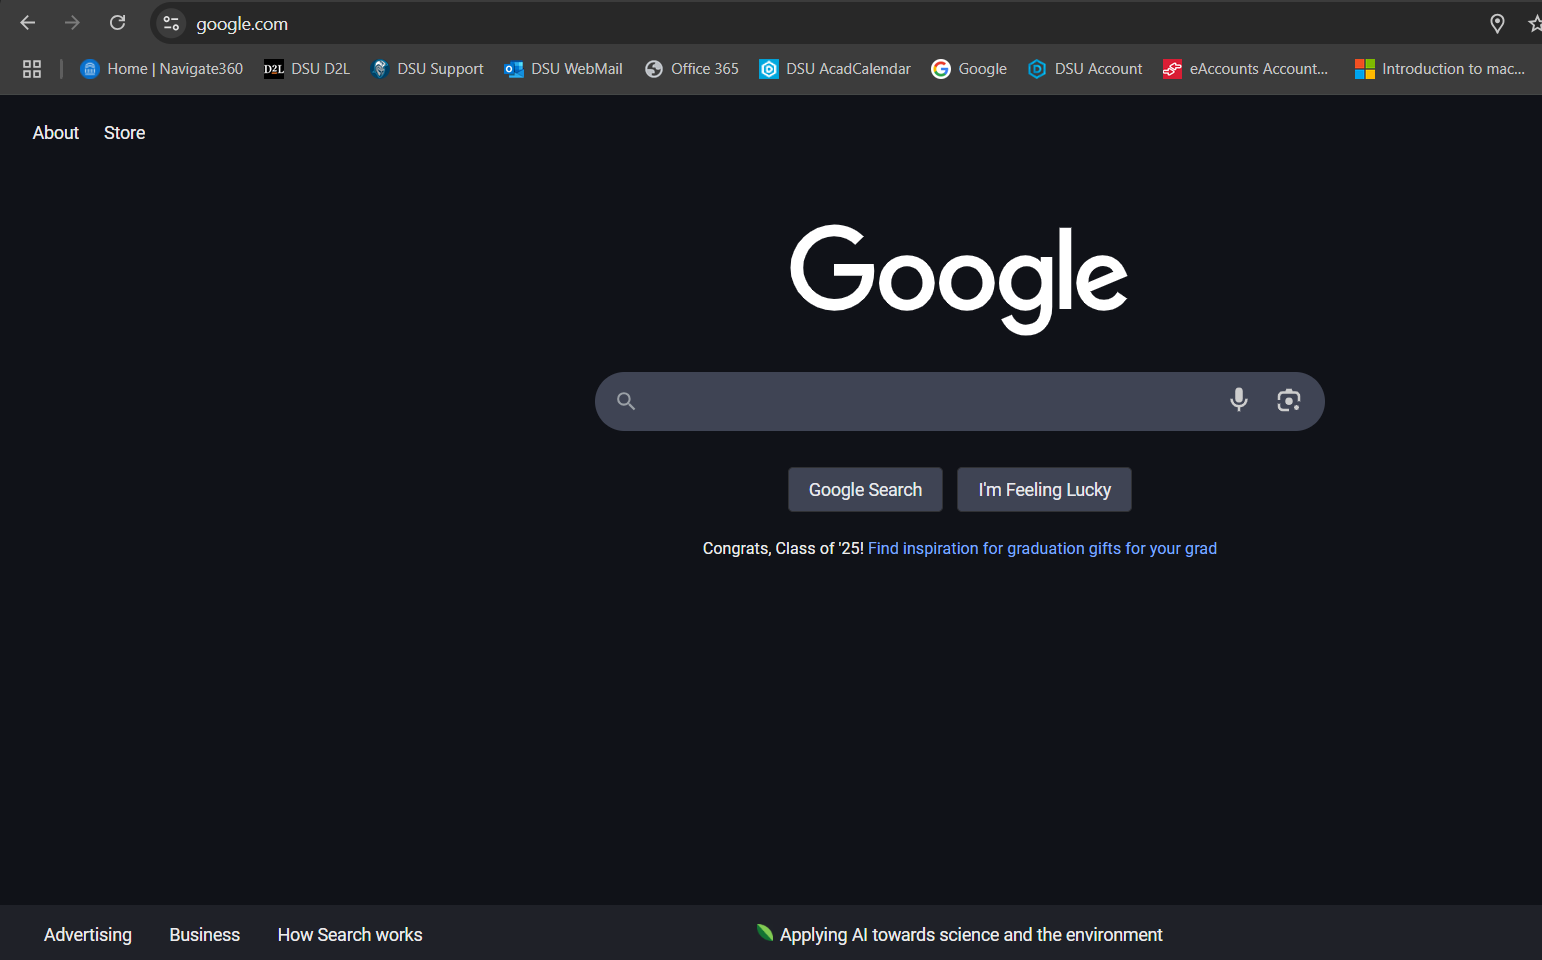 google.com
Home | Navigate360 D2L DSU D2L DSU Support DSU WebMail Office 365 DSU AcadCalendar Google DSU Account eAccounts Account... Introduction to mac...
About Store
Google
Google Search I'm Feeling Lucky
Congrats, Class of '25! Find inspiration for graduation gifts for your grad
Advertising Business How Search works Applying AI towards science and the environment